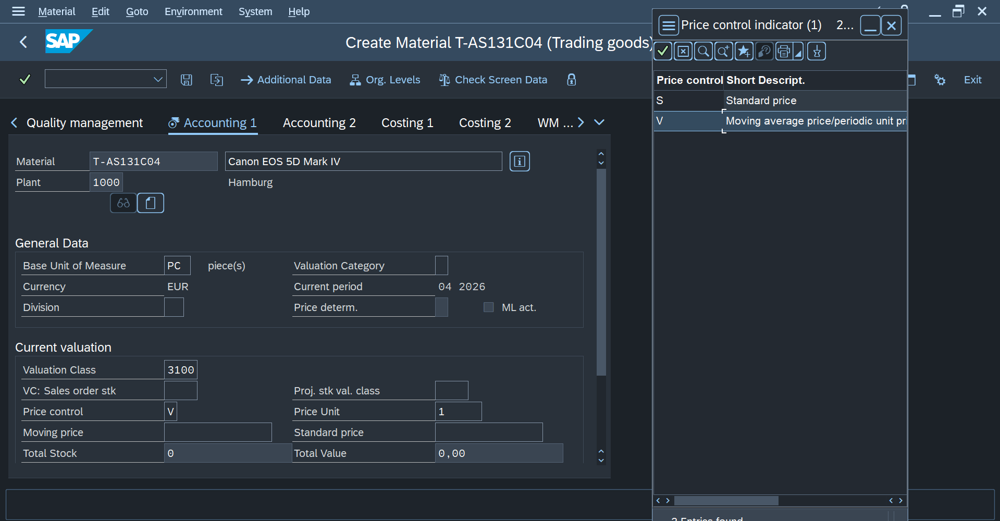 Material Edit Goto Environment System Help
SAP
Create Material T-AS131C04 (Trading goods)
Additional Data Org. Levels Check Screen Data Exit
Quality management Accounting 1 Accounting 2 Costing 1 Costing 2 WM ...
Material T-AS131C04 Canon EOS 5D Mark IV
Plant 1000 Hamburg
General Data
Base Unit of Measure PC piece(s) Valuation Category
Currency EUR Current period 04 2026
Division Price determ. ML act.
Current valuation
Valuation Class 3100
VC: Sales order stk Proj. stk val. class
Price control V Price Unit 1
Moving price Standard price
Total Stock 0 Total Value 0,00
Price control indicator (1) 2...
Price control Short Descript.
S Standard price
V Moving average price/periodic unit pr
2 Entries found